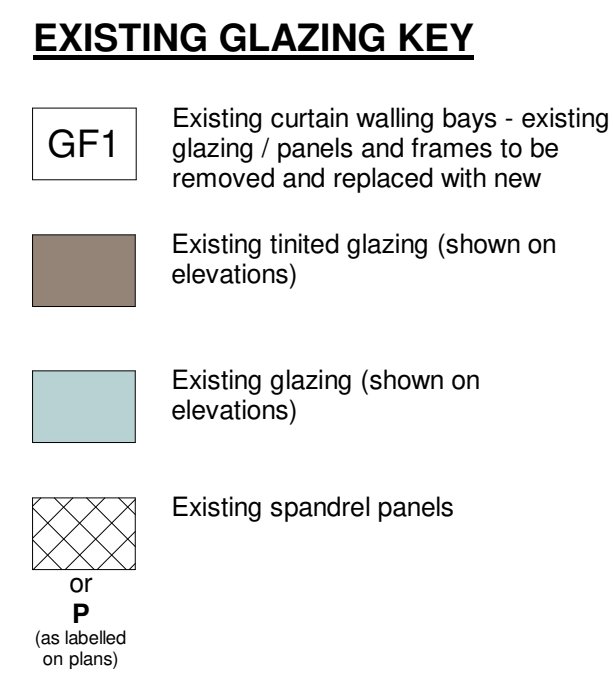 EXISTING GLAZING KEY
GF1
Existing curtain walling bays - existing
glazing / panels and frames to be
removed and replaced with new
Existing tinited glazing (shown on
elevations)
Existing glazing (shown on
elevations)
Existing spandrel panels
or
P
(as labelled
on plans)